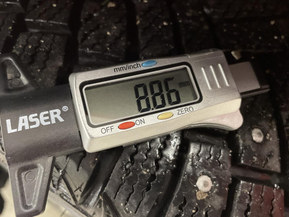 mm/inch
8.86
LASER®
OFF ON ZERO